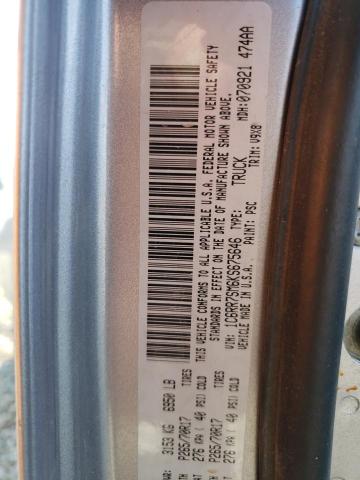 3153 KG 6950 LB
TIRES
P265/70R17
276 KPA ( 40 PSI) COLD
P265/70R17
276 KPA ( 40 PSI) COLD
THIS VEHICLE CONFORMS TO ALL APPLICABLE U.S.A. FEDERAL MOTOR VEHICLE SAFETY
STANDARDS IN EFFECT ON THE DATE OF MANUFACTURE SHOWN ABOVE.
VIN: 1C6RR7SM6KS675646 TYPE: TRUCK MDH: 070921 474AA
VEHICLE MADE IN U.S.A. PAINT: PSC TRIM: V9X8